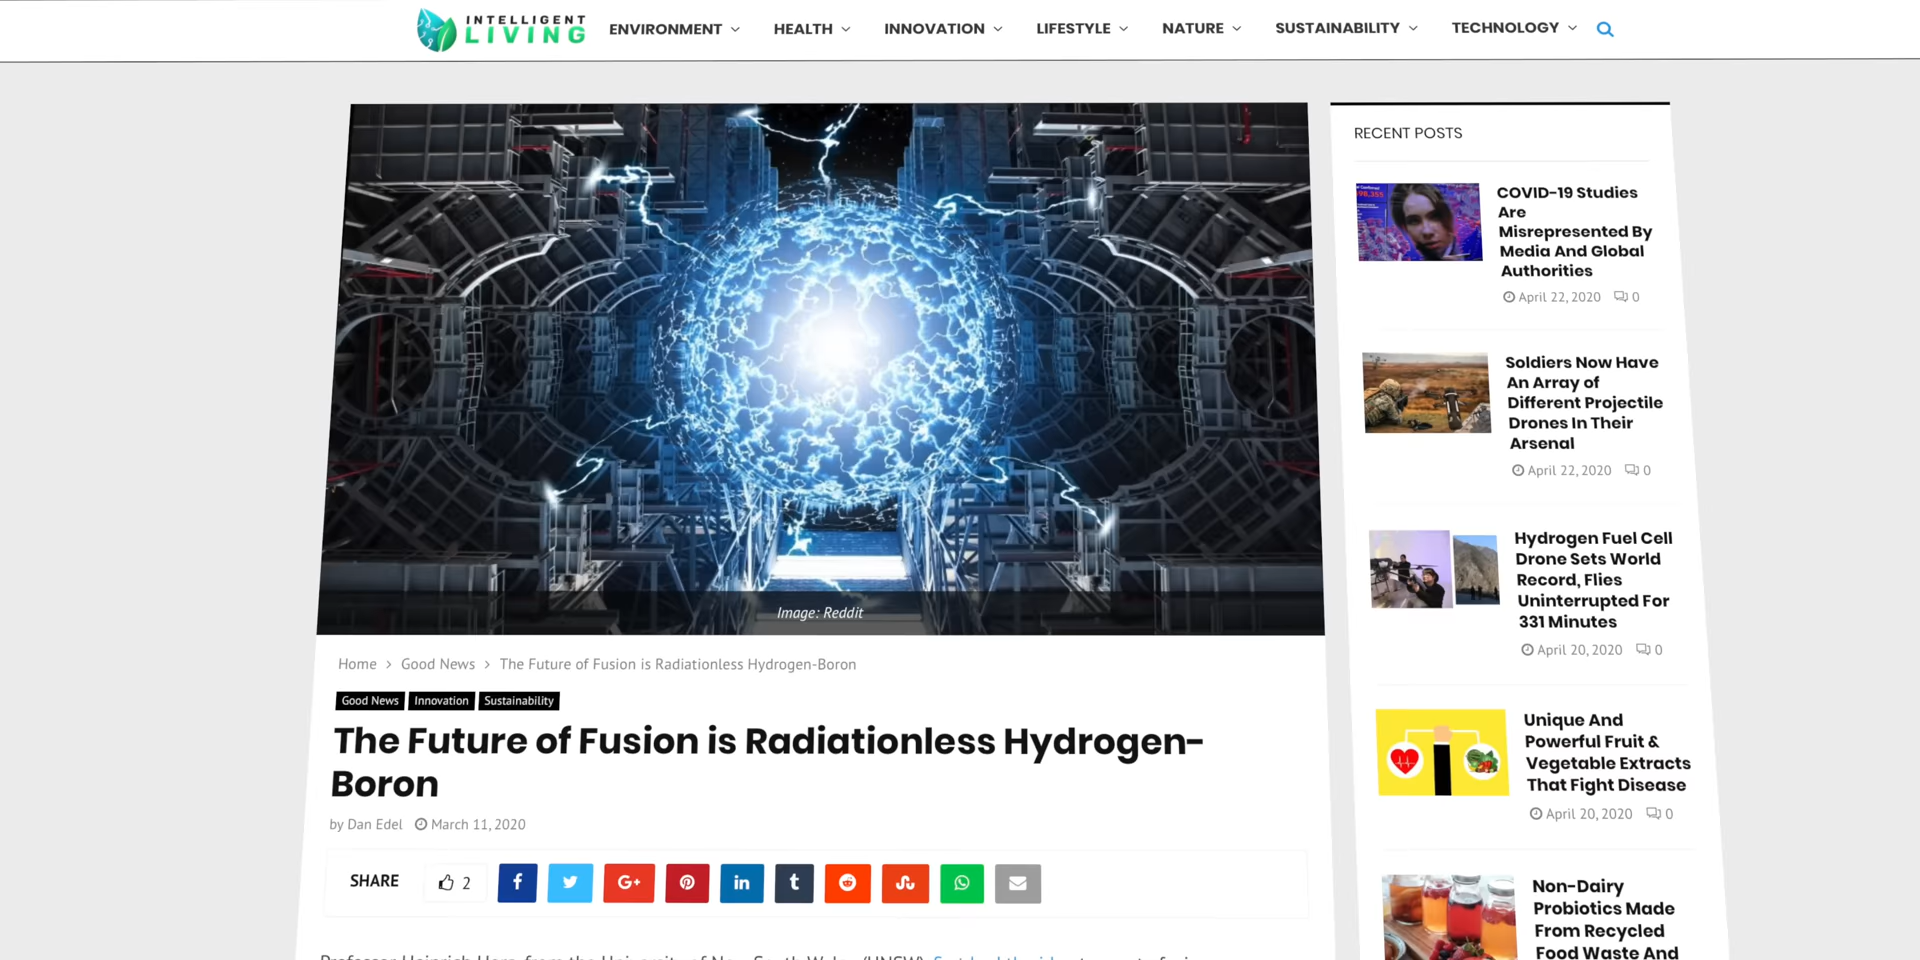 INTELLIGENT
LIVING
ENVIRONMENT
HEALTH
INNOVATION
LIFESTYLE
NATURE
SUSTAINABILITY
TECHNOLOGY
Image: Reddit
Home > Good News > The Future of Fusion is Radiationless Hydrogen-Boron
Good News
Innovation
Sustainability
The Future of Fusion is Radiationless Hydrogen-
Boron
by Dan Edel March 11, 2020
SHARE
2
RECENT POSTS
COVID-19 Studies
Are
Misrepresented By
Media And Global
Authorities
April 22, 2020 0
Soldiers Now Have
An Array of
Different Projectile
Drones In Their
Arsenal
April 22, 2020 0
Hydrogen Fuel Cell
Drone Sets World
Record, Flies
Uninterrupted For
331 Minutes
April 20, 2020 0
Unique And
Powerful Fruit &
Vegetable Extracts
That Fight Disease
April 20, 2020 0
Non-Dairy
Probiotics Made
From Recycled
Food Waste And